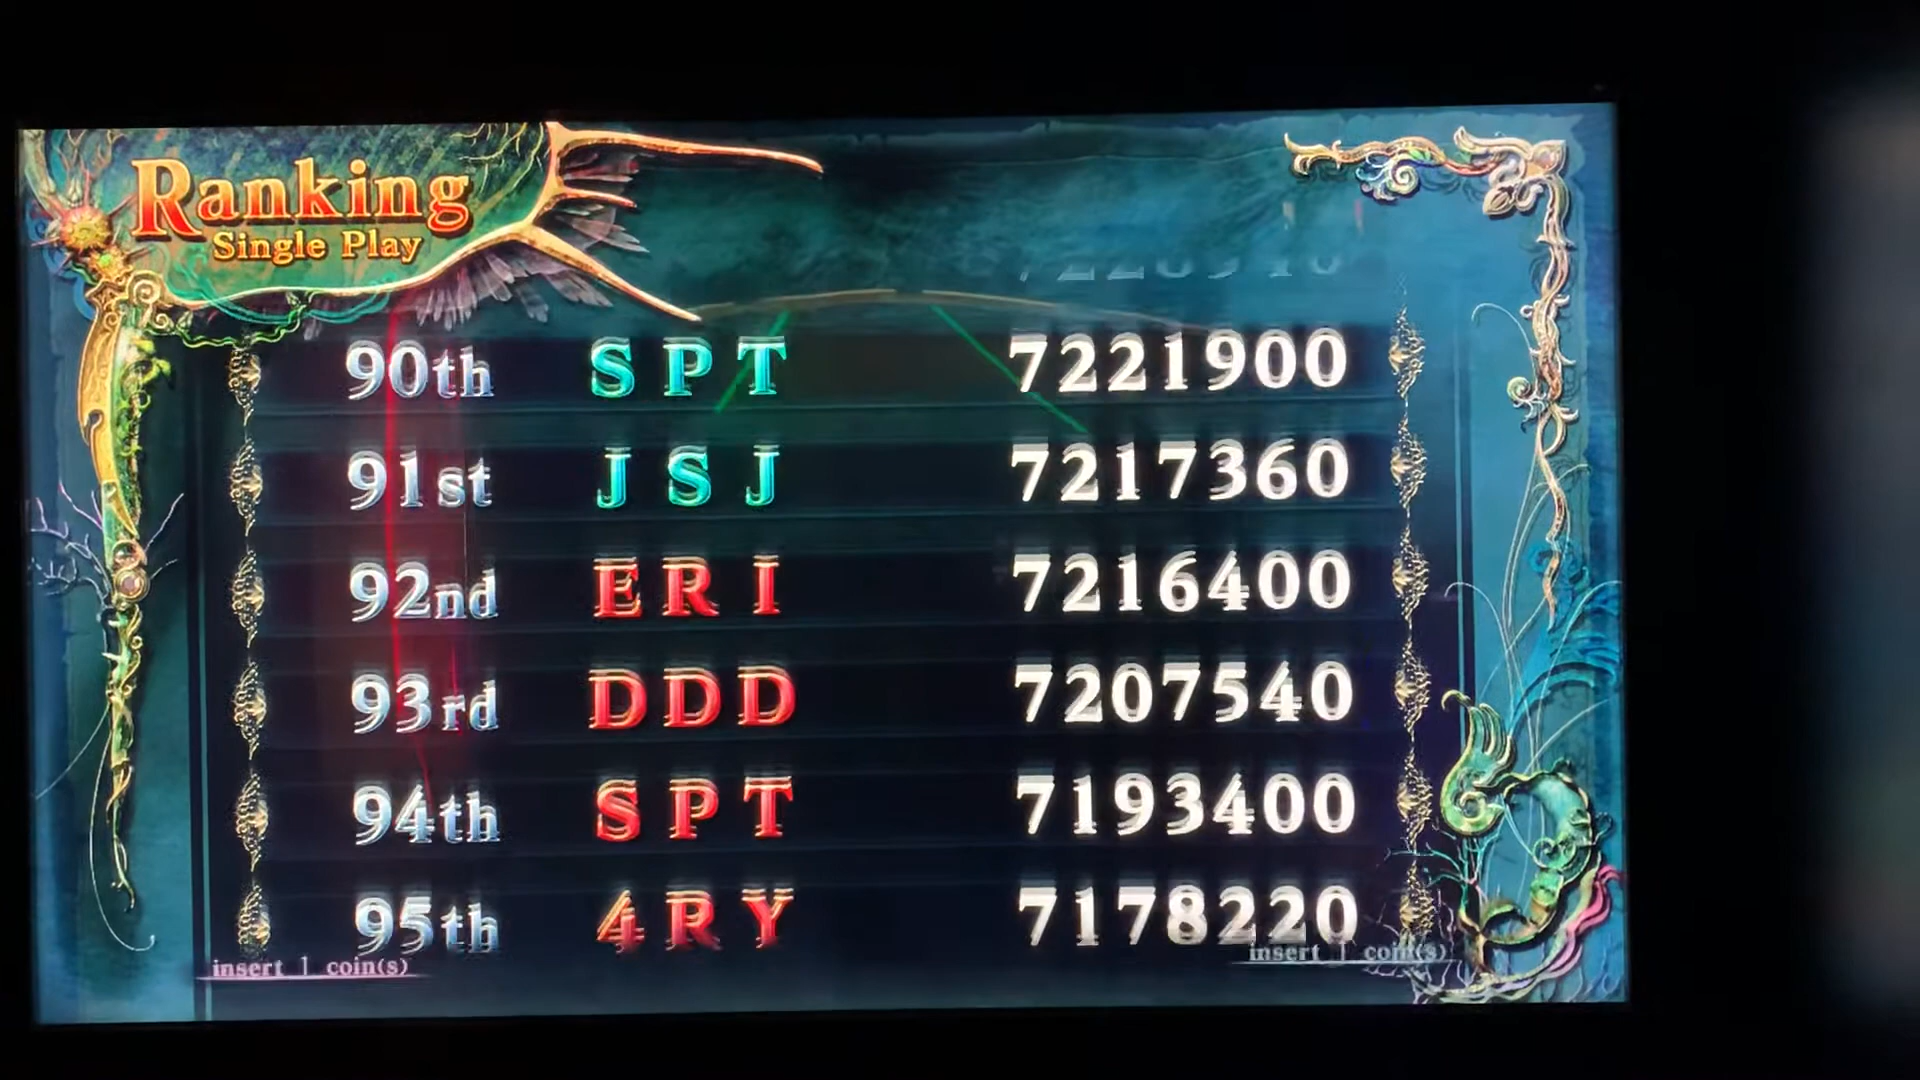 Ranking
Single Play
90th SPT 7221900
91st JSJ 7217360
92nd ERI 7216400
93rd DDD 7207540
94th SPT 7193400
95th 4RY 7178220
insert 1 coin(s) insert 1 coin(s)